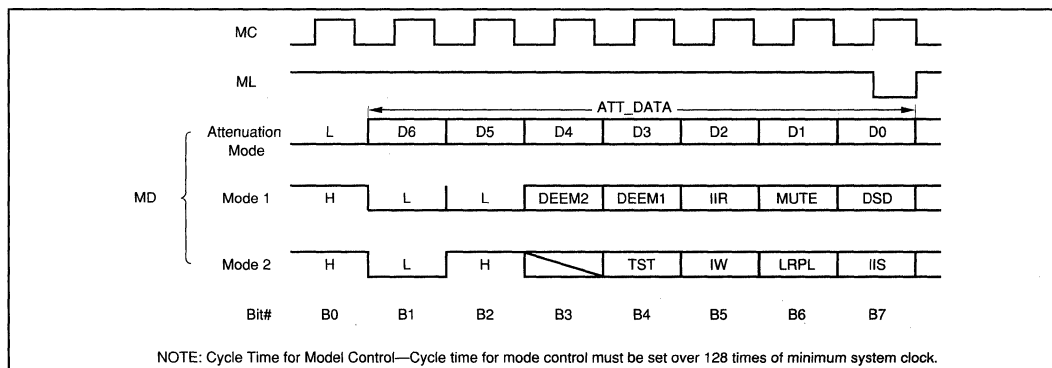 MC
ML
ATT_DATA
Attenuation Mode L D6 D5 D4 D3 D2 D1 D0
MD
Mode 1 H L L DEEM2 DEEM1 IIR MUTE DSD
Mode 2 H L H TST IW LRPL IIS
Bit# B0 B1 B2 B3 B4 B5 B6 B7
NOTE: Cycle Time for Model Control—Cycle time for mode control must be set over 128 times of minimum system clock.